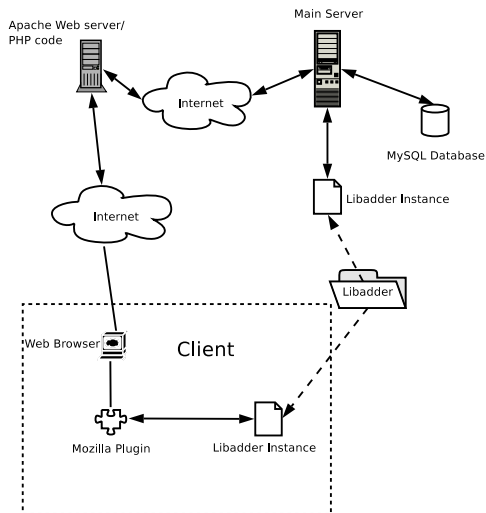 Apache Web server/
PHP code
Main Server
Internet
MySQL Database
Internet
Libadder Instance
Libadder
Web Browser
Client
Mozilla Plugin
Libadder Instance